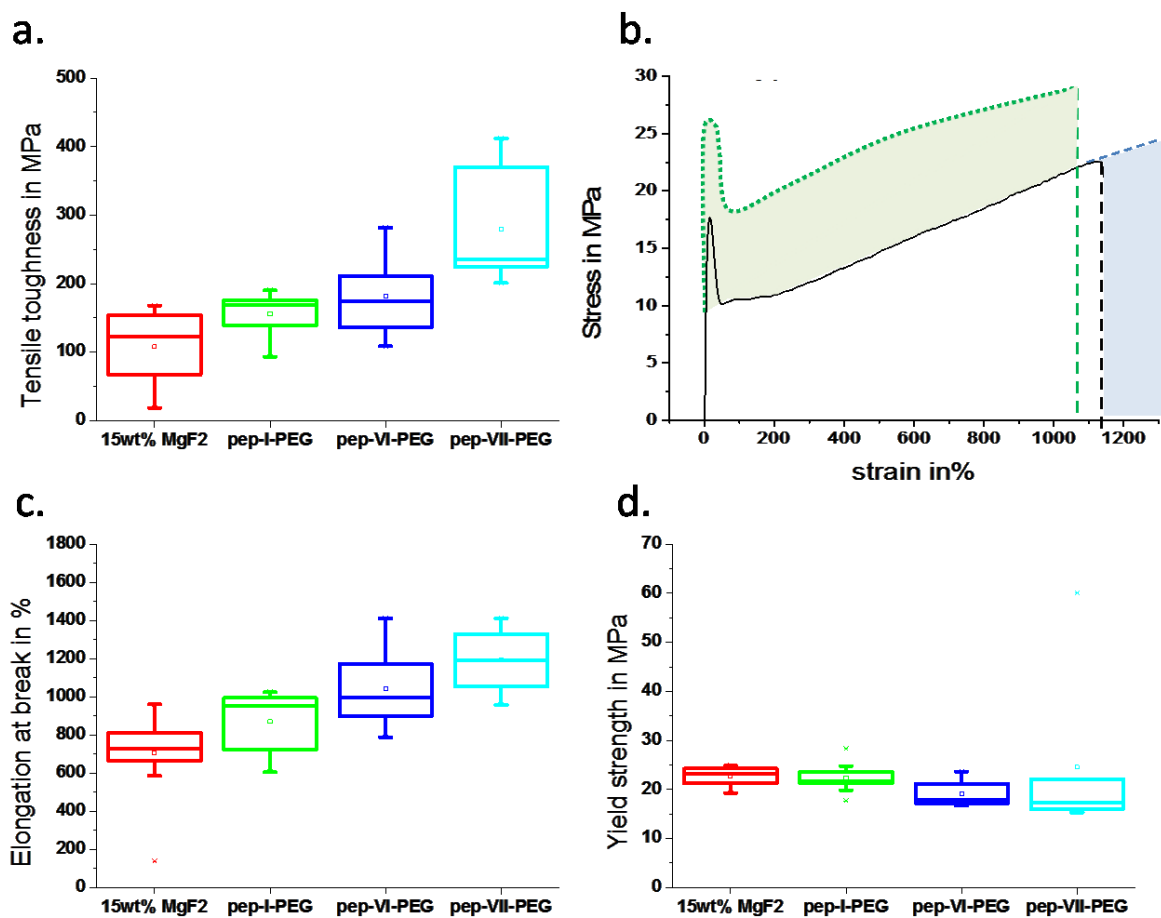 a.
Tensile toughness in MPa
500
400
300
200
100
0
15wt% MgF2 pep-I-PEG pep-VI-PEG pep-VII-PEG
b.
Stress in MPa
30
25
20
15
10
5
0
0 200 400 600 800 1000 1200
strain in%
c.
Elongation at break in %
1800
1600
1400
1200
1000
800
600
400
200
0
15wt% MgF2 pep-I-PEG pep-VI-PEG pep-VII-PEG
d.
Yield strength in MPa
70
60
50
40
30
20
10
0
15wt% MgF2 pep-I-PEG pep-VI-PEG pep-VII-PEG